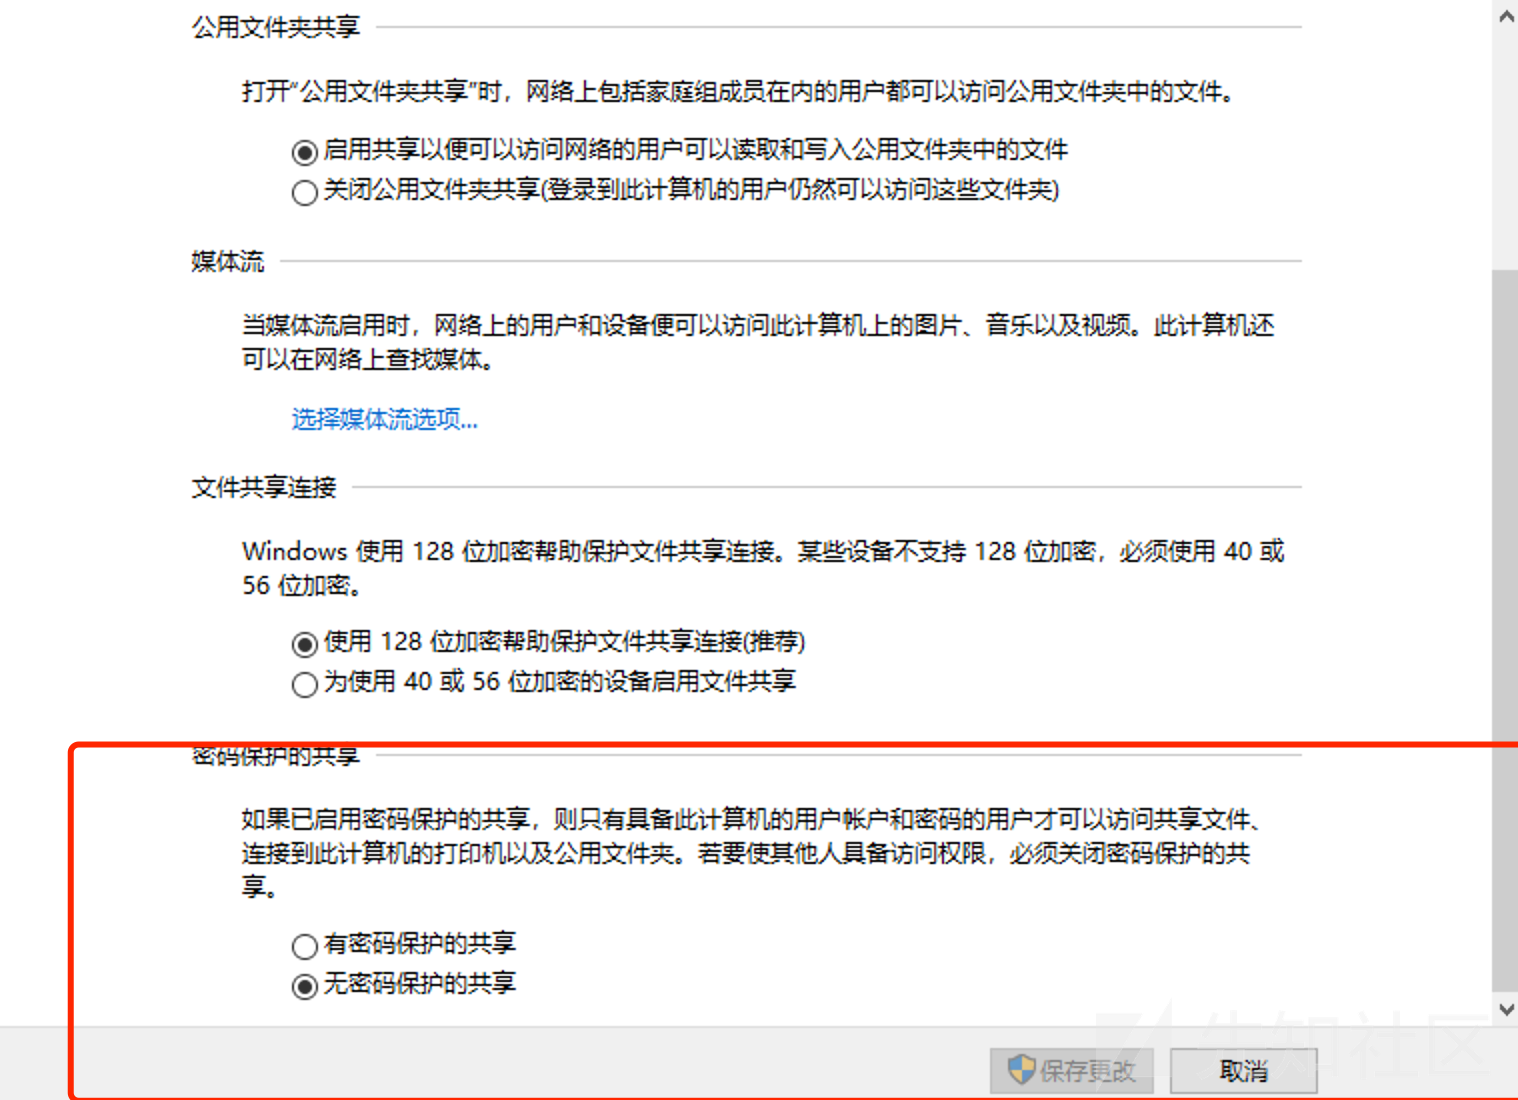 公用文件夹共享
打开“公用文件夹共享”时，网络上包括家庭组成员在内的用户都可以访问公用文件夹中的文件。
启用共享以便可以访问网络的用户可以读取和写入公用文件夹中的文件
关闭公用文件夹共享(登录到此计算机的用户仍然可以访问这些文件夹)
媒体流
当媒体流启用时，网络上的用户和设备便可以访问此计算机上的图片、音乐以及视频。此计算机还
可以在网络上查找媒体。
选择媒体流选项...
文件共享连接
Windows 使用 128 位加密帮助保护文件共享连接。某些设备不支持 128 位加密，必须使用 40 或
56 位加密。
使用 128 位加密帮助保护文件共享连接(推荐)
为使用 40 或 56 位加密的设备启用文件共享
密码保护的共享
如果已启用密码保护的共享，则只有具备此计算机的用户帐户和密码的用户才可以访问共享文件、
连接到此计算机的打印机以及公用文件夹。若要使其他人具备访问权限，必须关闭密码保护的共
享。
有密码保护的共享
无密码保护的共享
保存更改
取消
先知社区